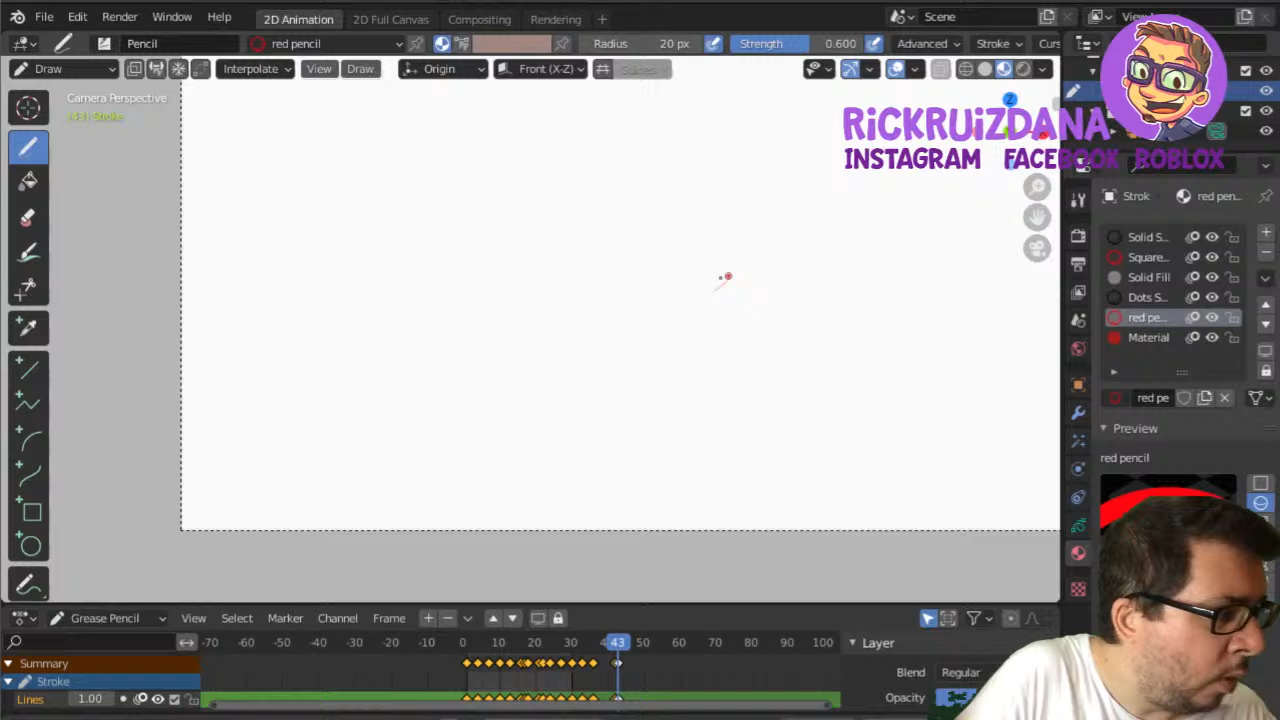 File Edit Render Window Help 2D Animation 2D Full Canvas Compositing Rendering + Scene
Pencil red pencil Radius 20 px Strength 0.600 Advanced Stroke
Draw Interpolate View Draw Origin Front (X-Z)
Camera Perspective
(43) Stroke
Z
RiCKRUiZDANA
INSTAGRAM FACEBOOK ROBLOX
Strok red pen...
Solid S...
Square...
Solid Fill
Dots S...
red pe...
Material
red pe
Preview
red pencil
Grease Pencil View Select Marker Channel Frame
-70 -60 -50 -40 -30 -20 -10 0 10 20 30 43 50 60 70 80 90 100
Layer
Summary
Stroke
Blend Regular
Lines 1.00
Opacity